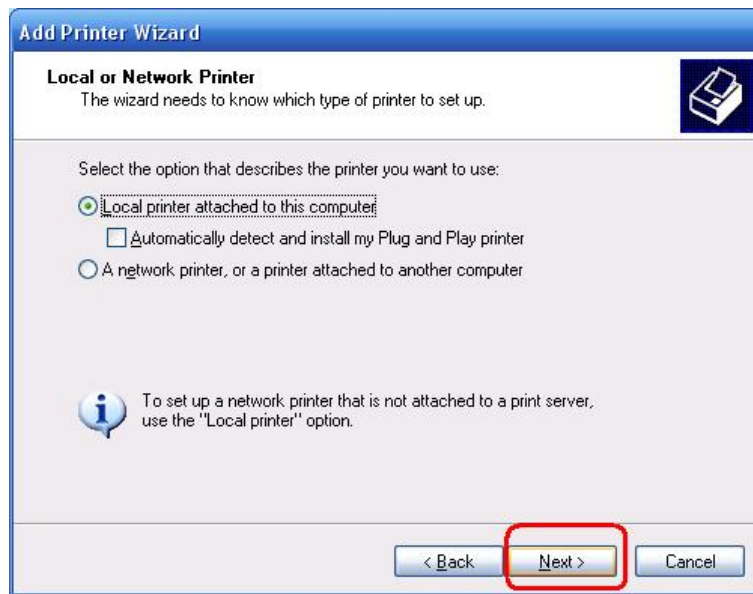 Add Printer Wizard
Local or Network Printer
The wizard needs to know which type of printer to set up.
Select the option that describes the printer you want to use:
Local printer attached to this computer
Automatically detect and install my Plug and Play printer
A network printer, or a printer attached to another computer
To set up a network printer that is not attached to a print server,
use the "Local printer" option.
< Back
Next >
Cancel